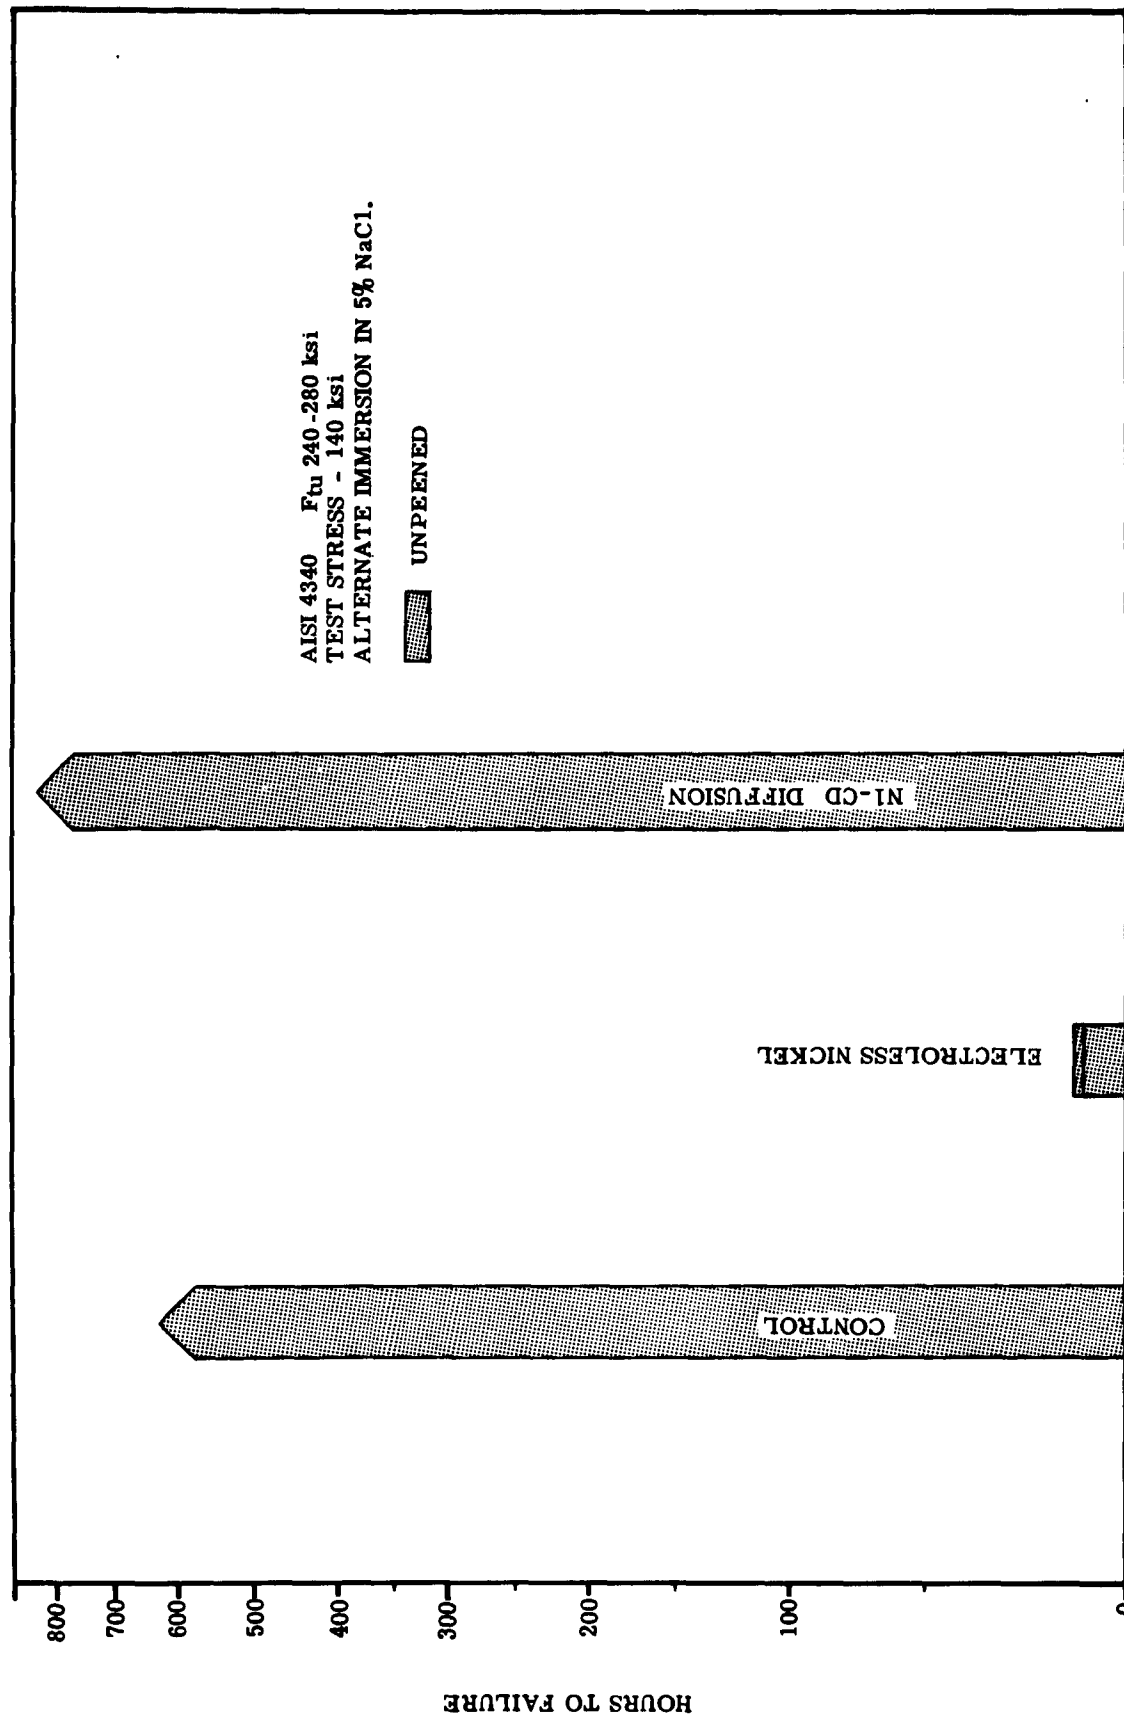 HOURS TO FAILURE
800
700
600
500
400
300
200
100
0
CONTROL
ELECTROLESS NICKEL
N1-CD DIFFUSION
AISI 4340 Ftu 240-280 ksi
TEST STRESS - 140 ksi
ALTERNATE IMMERSION IN 5% NaCl.
UNPEENED